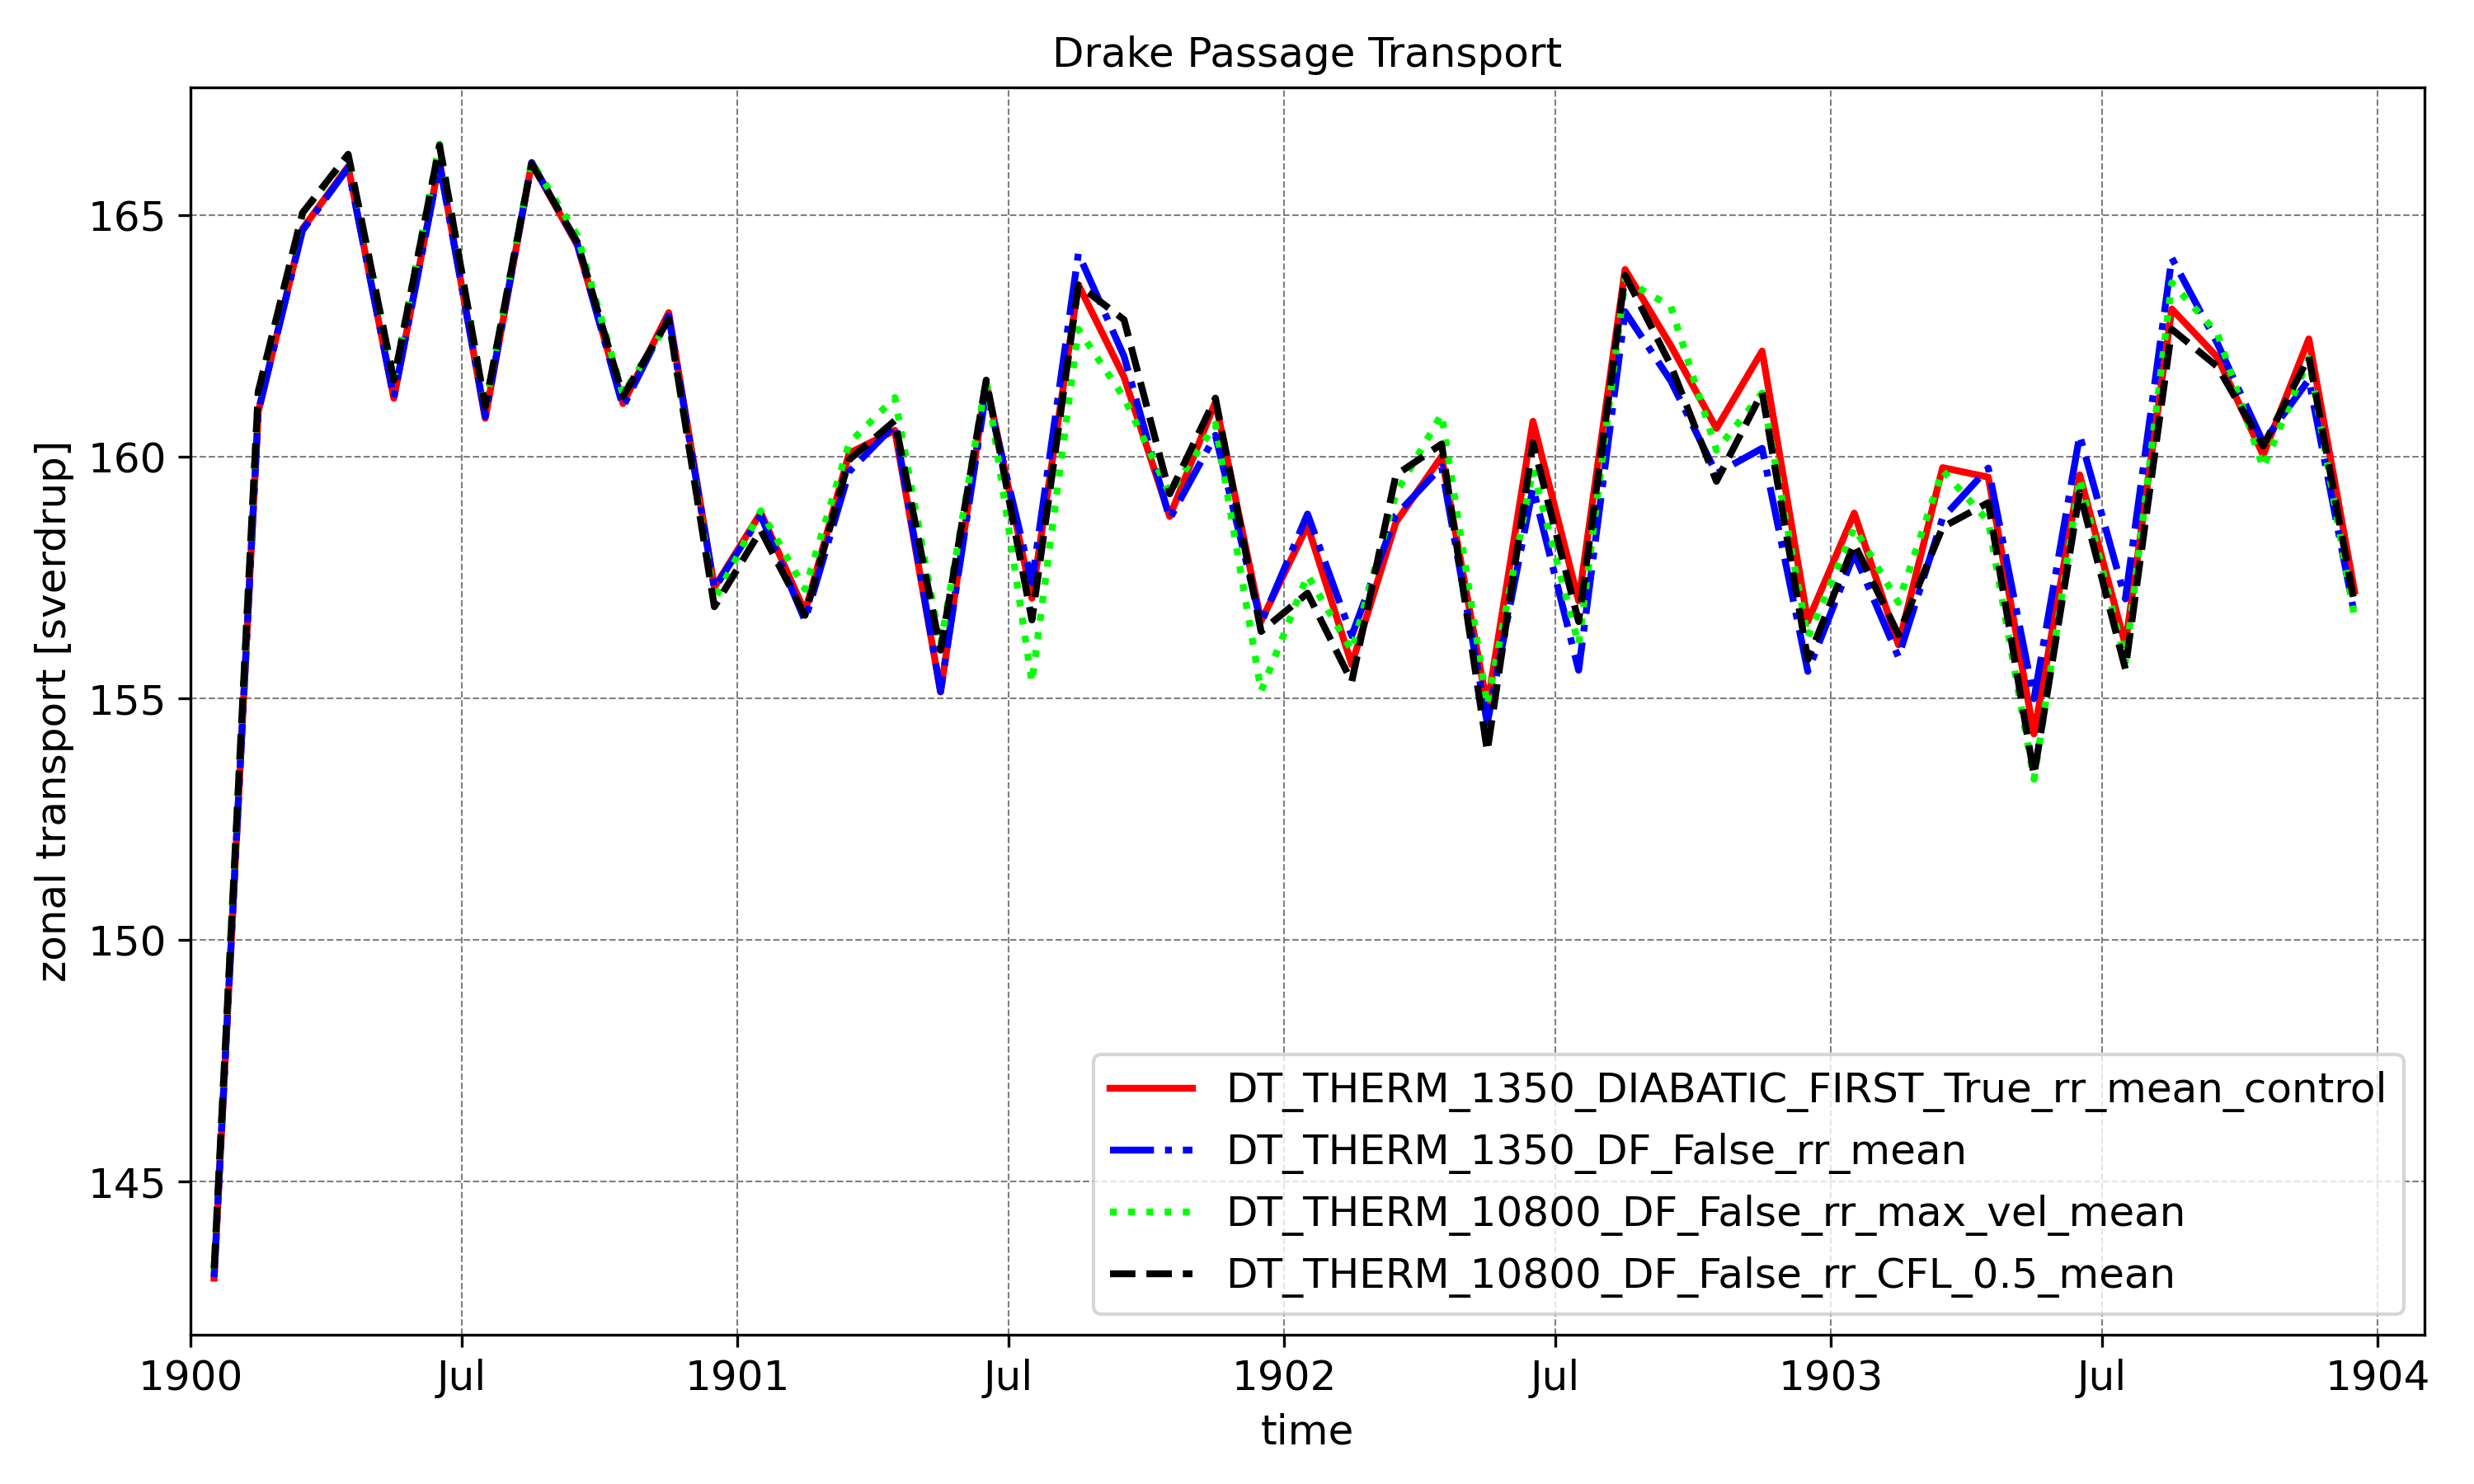 Drake Passage Transport
zonal transport [sverdrup]
165
160
155
150
145
DT_THERM_1350_DIABATIC_FIRST_True_rr_mean_control
DT_THERM_1350_DF_False_rr_mean
DT_THERM_10800_DF_False_rr_max_vel_mean
DT_THERM_10800_DF_False_rr_CFL_0.5_mean
1900 Jul 1901 Jul 1902 Jul 1903 Jul 1904
time